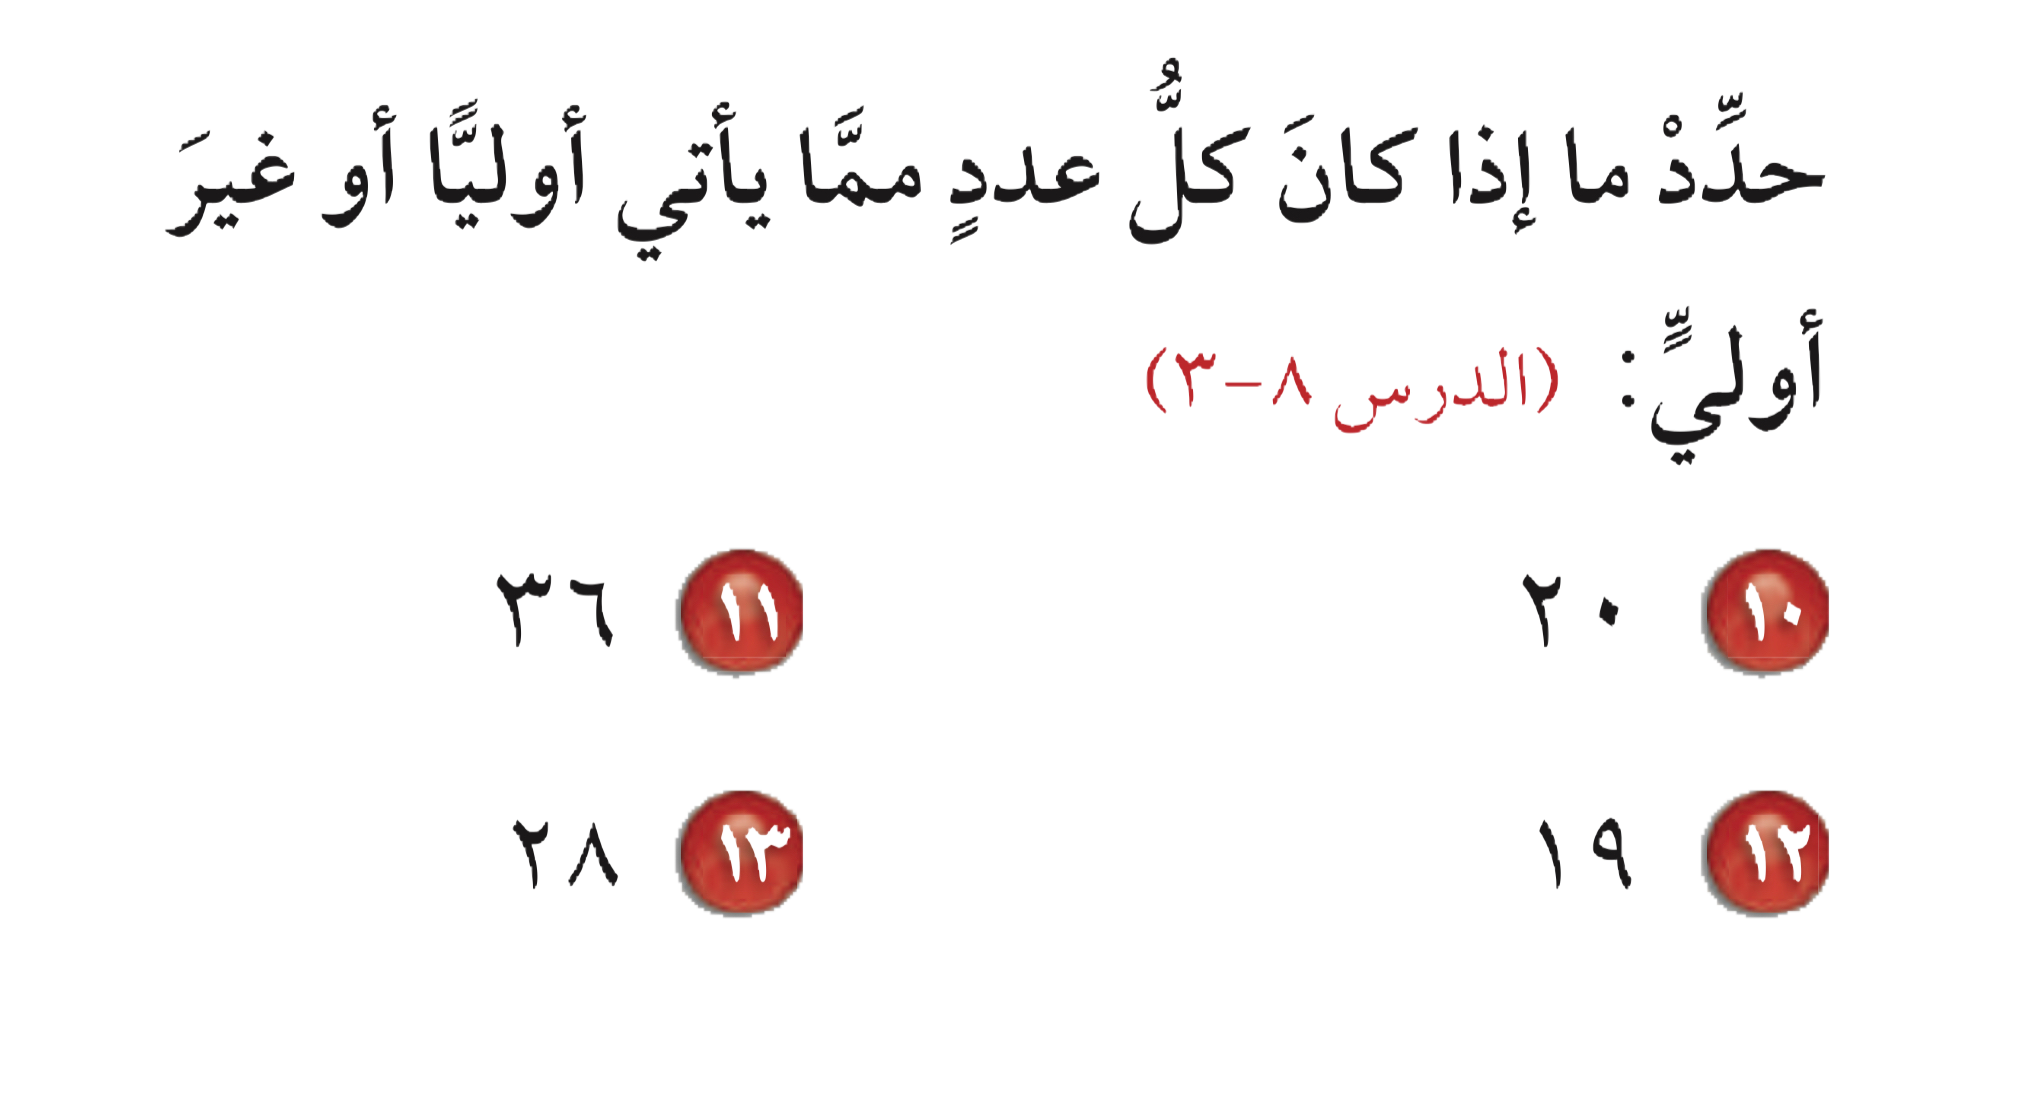 حدِّدْ ما إذا كانَ كلُّ عددٍ ممَّا يأتي أوليًّا أو غيرَ
أوليٍّ: (الدرس ٨-٣)
١٠ ٢٠ ١١ ٣٦
١٢ ١٩ ١٣ ٢٨